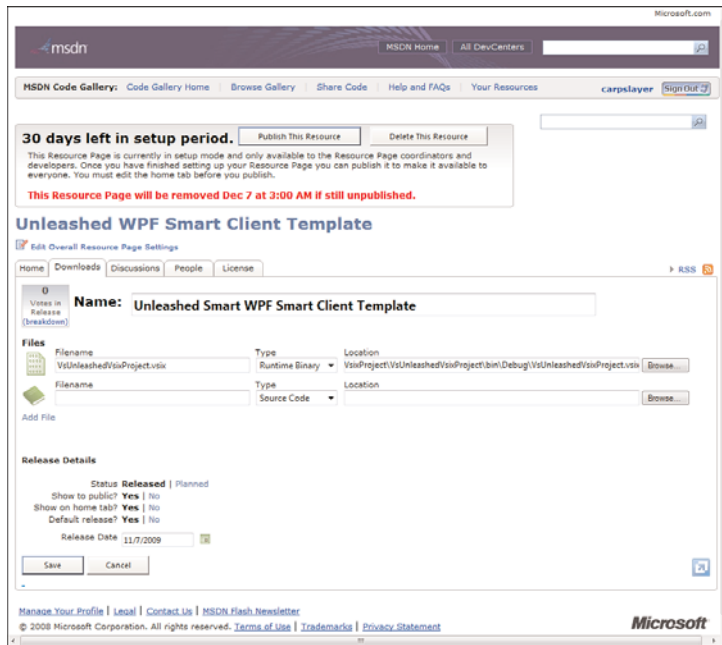 Microsoft.com
msdn
MSDN Home All DevCenters
MSDN Code Gallery: Code Gallery Home Browse Gallery Share Code Help and FAQs Your Resources carpslayer Sign Out
30 days left in setup period. Publish This Resource Delete This Resource
This Resource Page is currently in setup mode and only available to the Resource Page coordinators and
developers. Once you have finished setting up your Resource Page you can publish it to make it available to
everyone. You must edit the home tab before you publish.
This Resource Page will be removed Dec 7 at 3:00 AM if still unpublished.
Unleashed WPF Smart Client Template
Edit Overall Resource Page Settings
Home Downloads Discussions People License RSS
0
Votes in
Release
(breakdown)
Name: Unleashed Smart WPF Smart Client Template
Files
Filename Type Location
VsUnleashedVsixProject.vsix Runtime Binary VsixProject\VsUnleashedVsixProject\bin\Debug\VsUnleashedVsixProject.vsix Browse...
Filename Type Location
Source Code Browse...
Add File
Release Details
Status Released | Planned
Show to public? Yes | No
Show on home tab? Yes | No
Default release? Yes | No
Release Date 11/7/2009
Save Cancel
Manage Your Profile | Legal | Contact Us | MSDN Flash Newsletter
© 2008 Microsoft Corporation. All rights reserved. Terms of Use | Trademarks | Privacy Statement
Microsoft